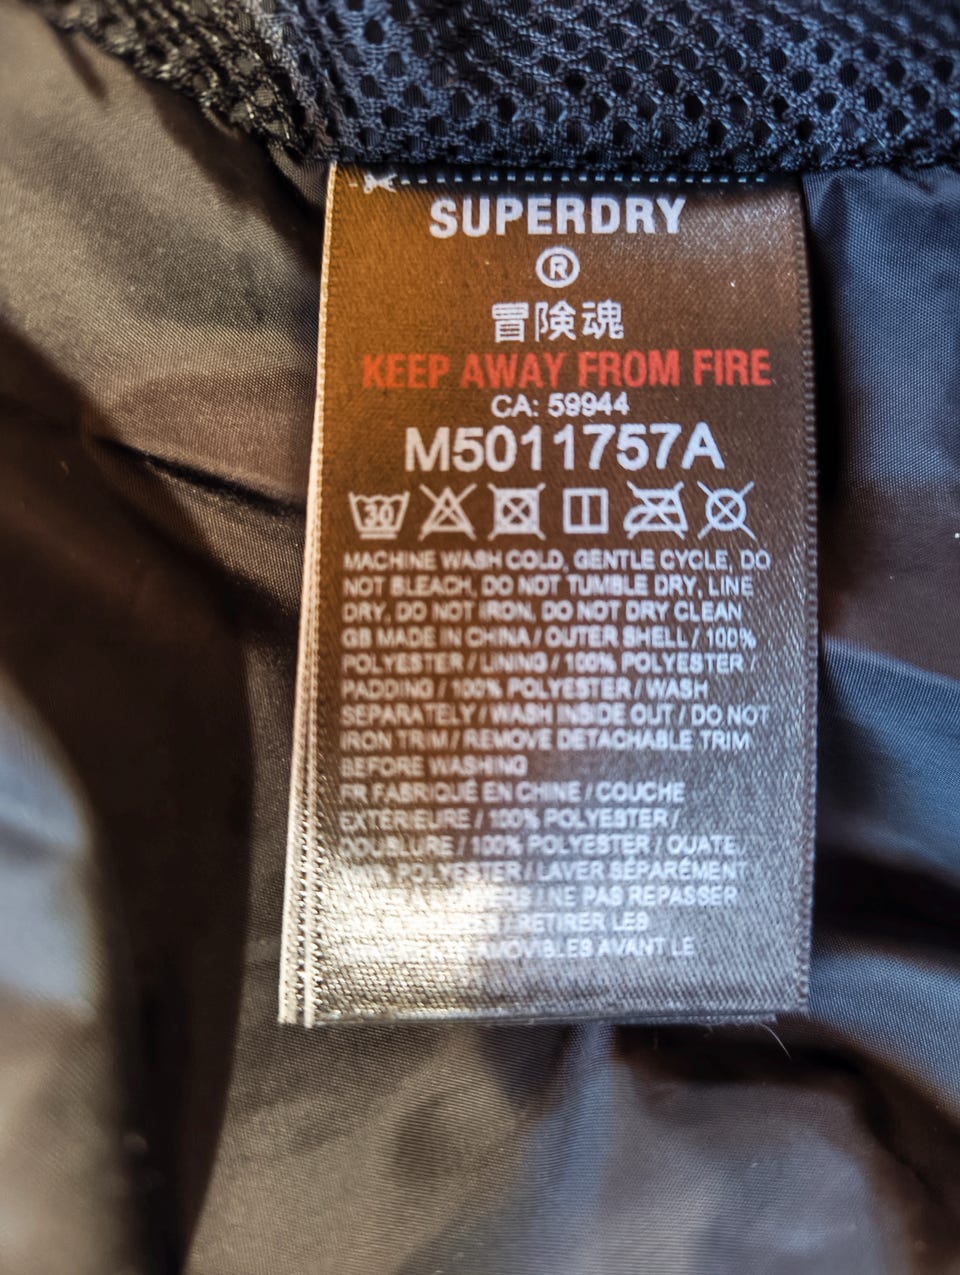 SUPERDRY
®
冒険魂
KEEP AWAY FROM FIRE
CA: 59944
M5011757A
30
MACHINE WASH COLD, GENTLE CYCLE, DO
NOT BLEACH, DO NOT TUMBLE DRY, LINE
DRY, DO NOT IRON, DO NOT DRY CLEAN
GB MADE IN CHINA / OUTER SHELL / 100%
POLYESTER / LINING / 100% POLYESTER /
PADDING / 100% POLYESTER / WASH
SEPARATELY / WASH INSIDE OUT / DO NOT
IRON TRIM / REMOVE DETACHABLE TRIM
BEFORE WASHING
FR FABRIQUÉ EN CHINE / COUCHE
EXTÉRIEURE / 100% POLYESTER /
DOUBLURE / 100% POLYESTER / OUATE,
POLYESTER / LAVER SÉPARÉMENT
/ NE PAS REPASSER
/ RETIRER LES
AMOVIBLES AVANT LE